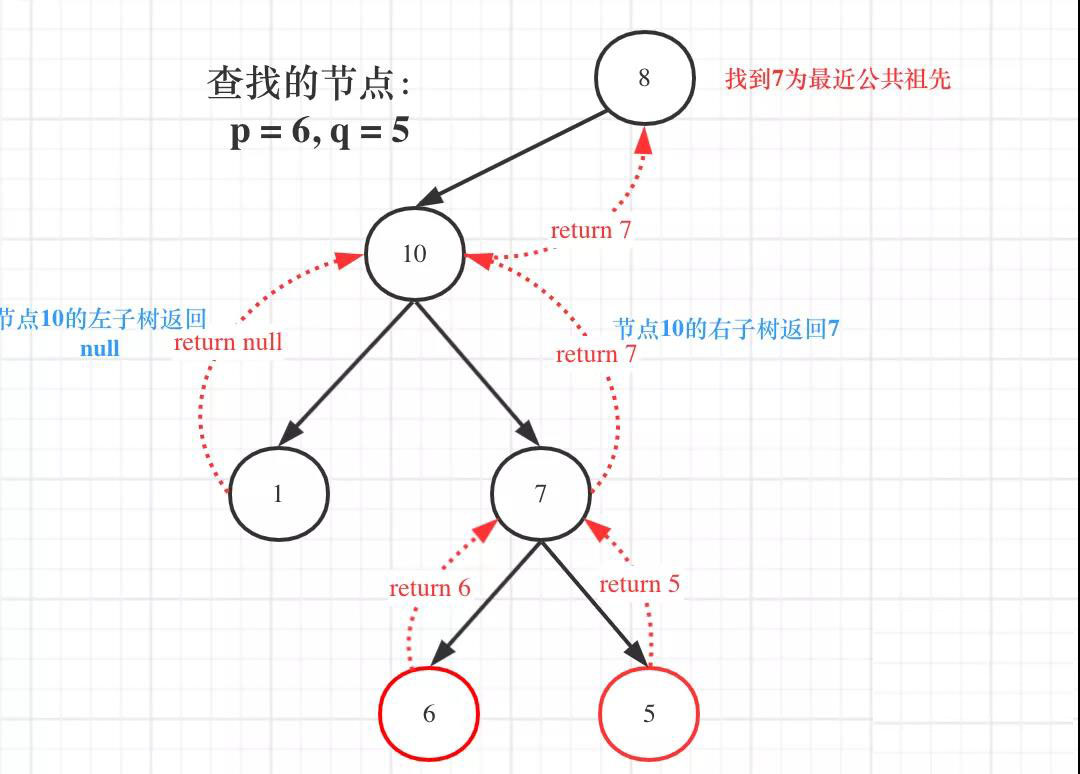 查找的节点:
p = 6, q = 5
8
找到7为最近公共祖先
return 7
10
节点10的左子树返回
null
return null
节点10的右子树返回7
return 7
1
7
return 6
return 5
6
5